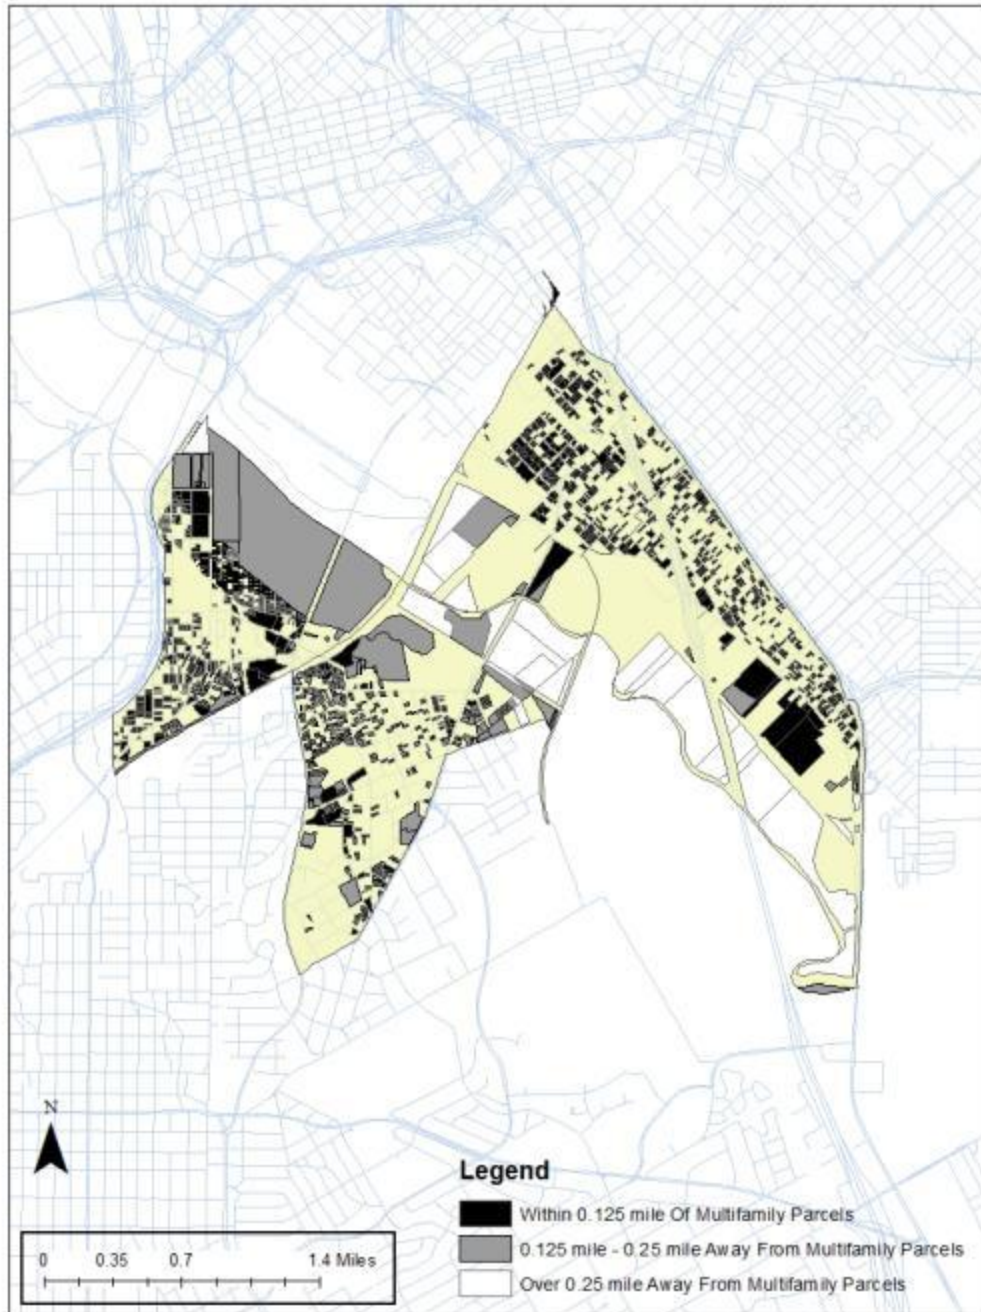 N
Legend
Within 0.125 mile Of Multifamily Parcels
0.125 mile - 0.25 mile Away From Multifamily Parcels
Over 0.25 mile Away From Multifamily Parcels
0 0.35 0.7 1.4 Miles